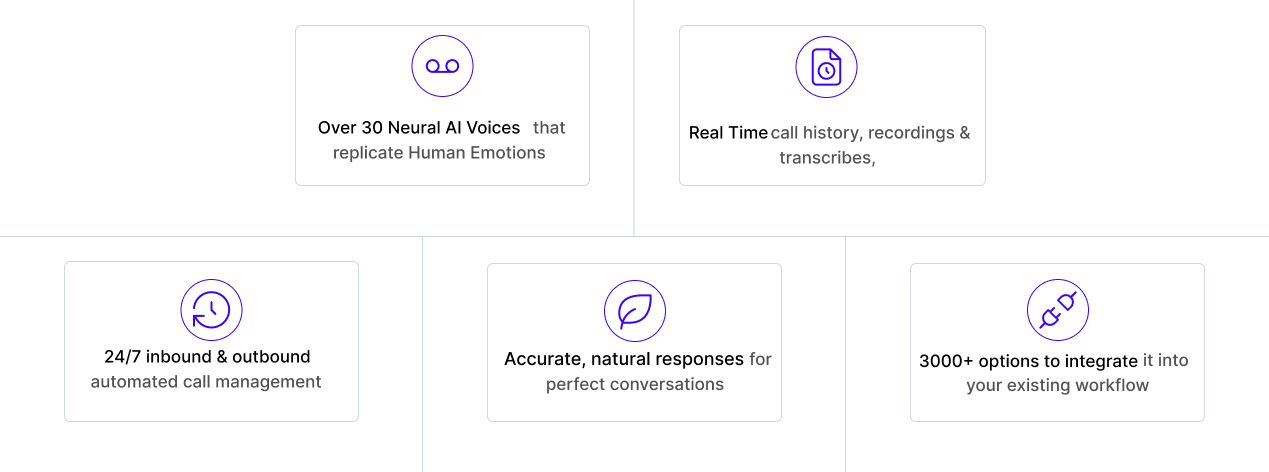 Over 30 Neural AI Voices that
replicate Human Emotions
Real Time call history, recordings &
transcribes,
24/7 inbound & outbound
automated call management
Accurate, natural responses for
perfect conversations
3000+ options to integrate it into
your existing workflow